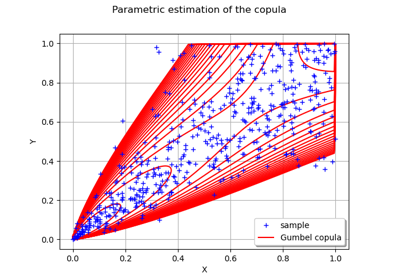 Parametric estimation of the copula
1.0
0.8
0.6
Y
0.4
0.2
0.0
sample
Gumbel copula
0.0 0.2 0.4 0.6 0.8 1.0
X